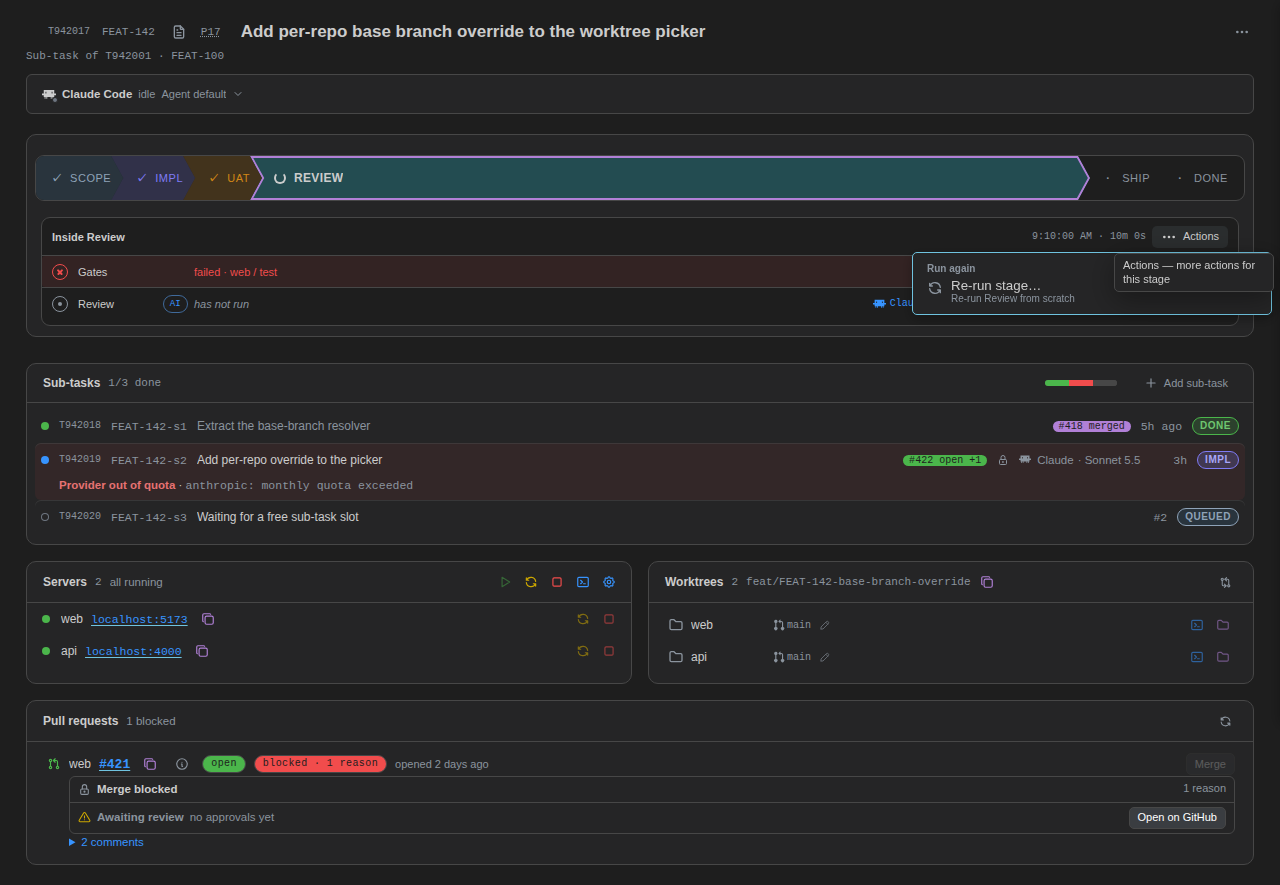 T942017 FEAT-142 P17 Add per-repo base branch override to the worktree picker
Sub-task of T942001 · FEAT-100
Claude Code idle Agent default
SCOPE IMPL UAT REVIEW SHIP DONE
Inside Review 9:10:00 AM · 10m 0s Actions
Gates failed · web / test
Run again
Actions — more actions for this stage
Re-run stage…
Re-run Review from scratch
Review AI has not run
Sub-tasks 1/3 done Add sub-task
T942018 FEAT-142-s1 Extract the base-branch resolver #418 merged 5h ago DONE
T942019 FEAT-142-s2 Add per-repo override to the picker #422 open +1 Claude · Sonnet 5.5 3h IMPL
Provider out of quota · anthropic: monthly quota exceeded
T942020 FEAT-142-s3 Waiting for a free sub-task slot #2 QUEUED
Servers 2 all running
web localhost:5173
api localhost:4000
Worktrees 2 feat/FEAT-142-base-branch-override
web main
api main
Pull requests 1 blocked
web #421 open blocked · 1 reason opened 2 days ago Merge
Merge blocked 1 reason
Awaiting review no approvals yet Open on GitHub
2 comments